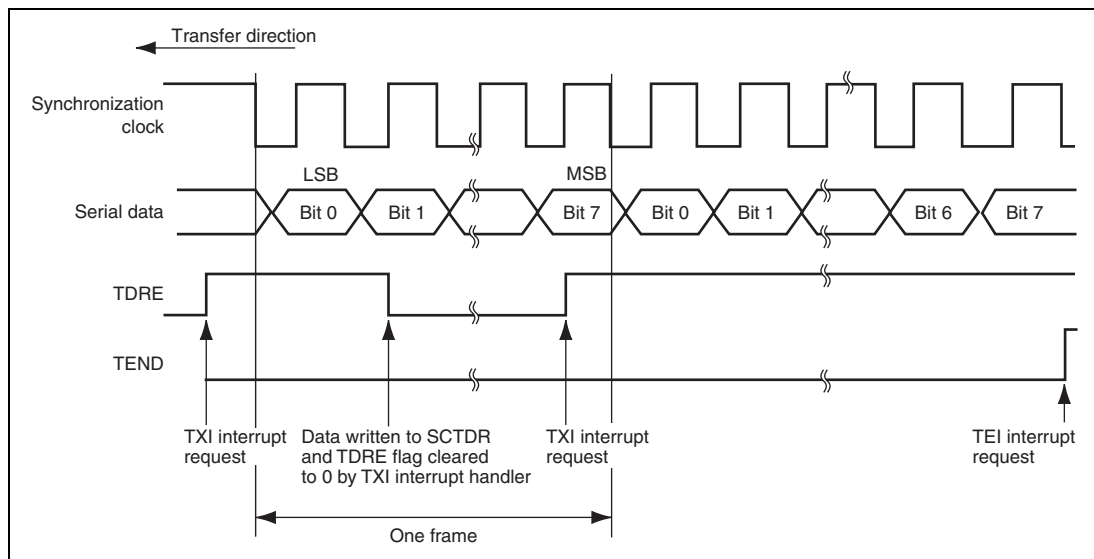 Transfer direction
Synchronization
clock
LSB
MSB
Serial data
Bit 0
Bit 1
Bit 7
Bit 0
Bit 1
Bit 6
Bit 7
TDRE
TEND
TXI interrupt
request
Data written to SCTDR
and TDRE flag cleared
to 0 by TXI interrupt handler
TXI interrupt
request
TEI interrupt
request
One frame